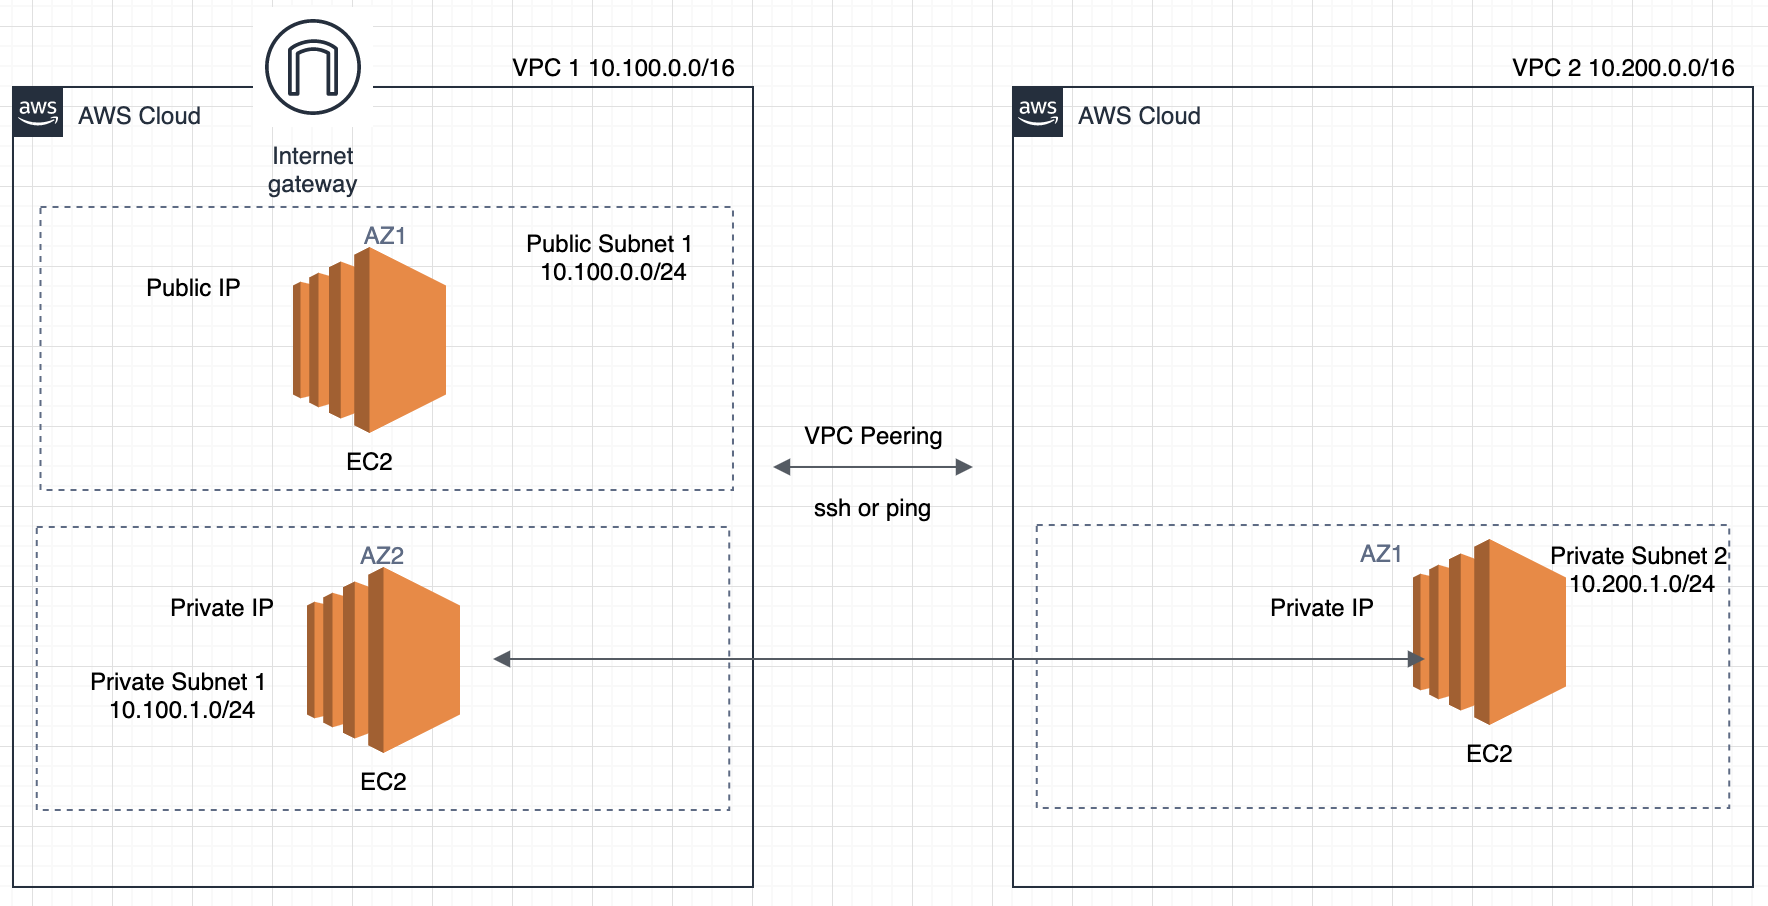 VPC 1 10.100.0.0/16
aws
AWS Cloud
Internet
gateway
AZ1
Public Subnet 1
10.100.0.0/24
Public IP
EC2
AZ2
Private IP
Private Subnet 1
10.100.1.0/24
EC2
VPC Peering
ssh or ping
VPC 2 10.200.0.0/16
aws
AWS Cloud
AZ1
Private Subnet 2
10.200.1.0/24
Private IP
EC2